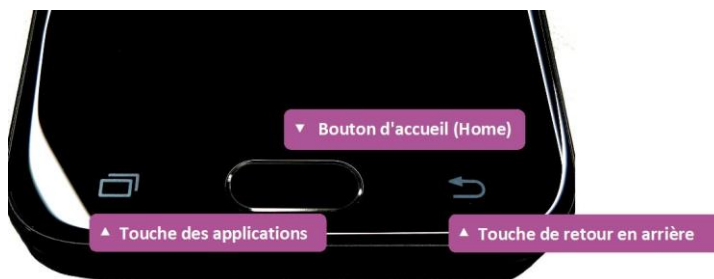 ▼ Bouton d'accueil (Home)
▲ Touche des applications
▲ Touche de retour en arrière